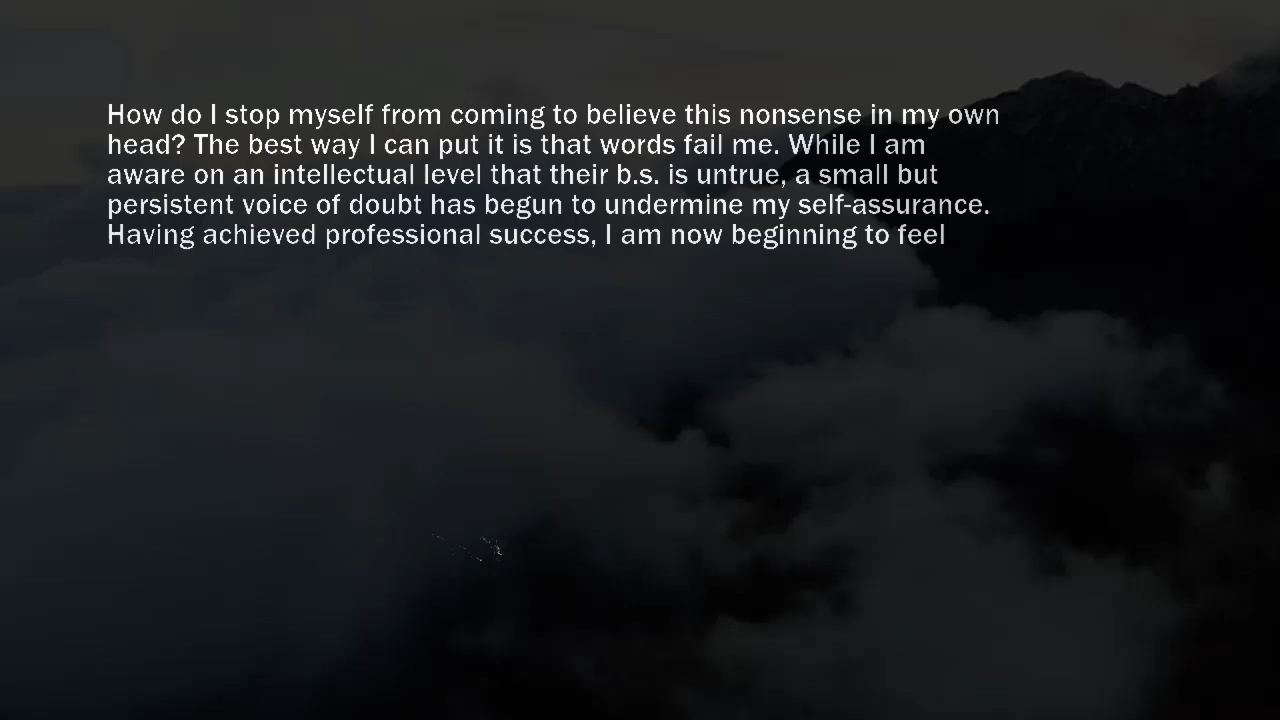 How do I stop myself from coming to believe this nonsense in my own
head? The best way I can put it is that words fail me. While I am
aware on an intellectual level that their b.s. is untrue, a small but
persistent voice of doubt has begun to undermine my self-assurance.
Having achieved professional success, I am now beginning to feel